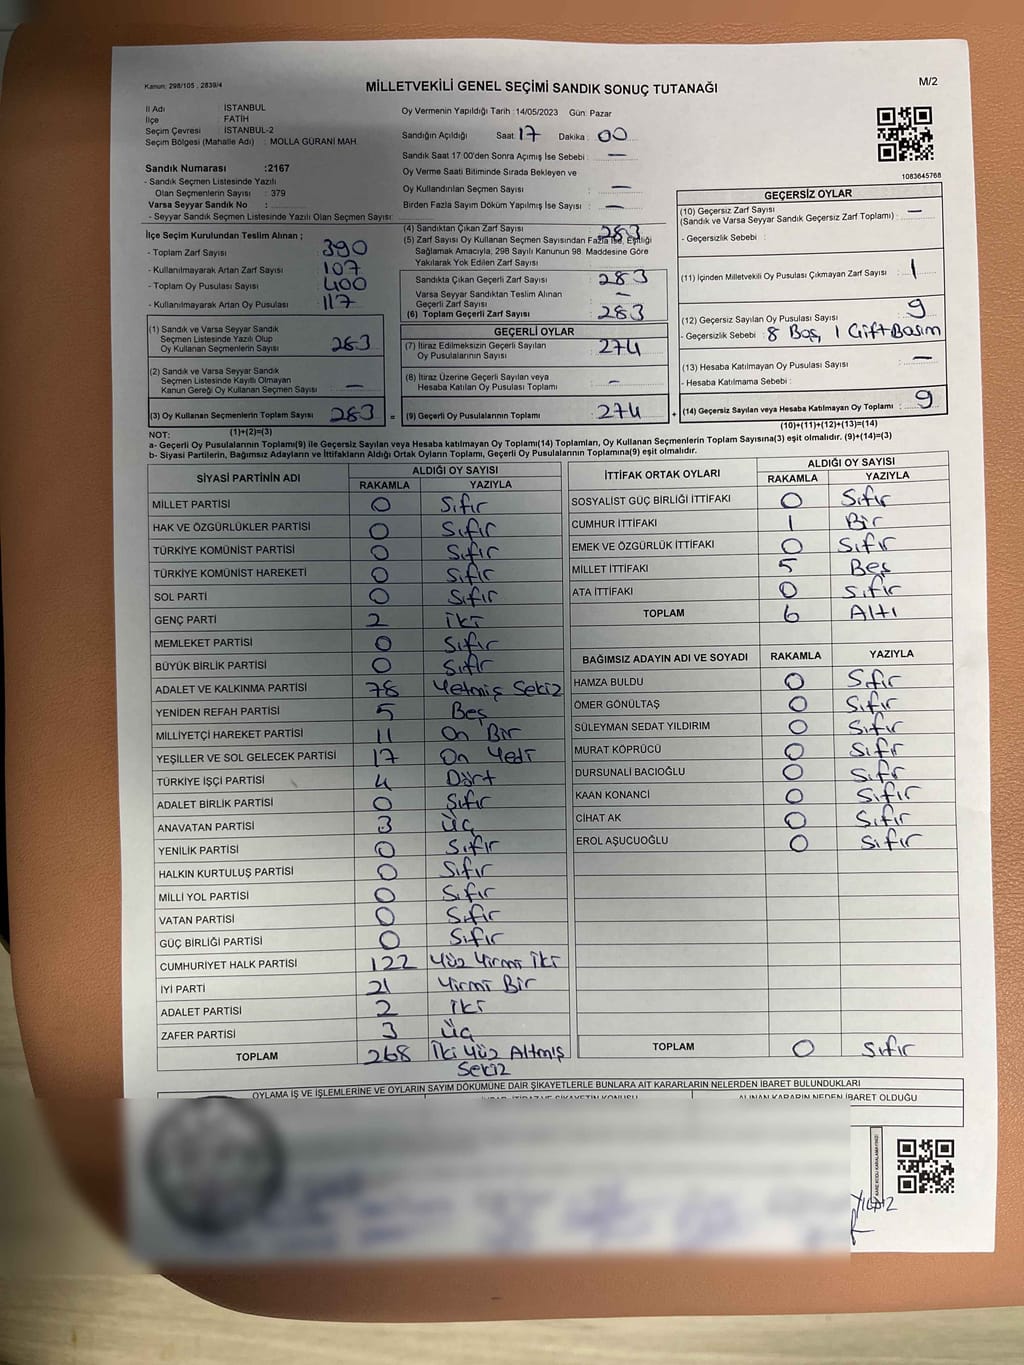 Kanun: 298/105 , 2839/4
MİLLETVEKİLİ GENEL SEÇİMİ SANDIK SONUÇ TUTANAĞI
M/2
İl Adı : İSTANBUL
İlçe : FATİH
Seçim Çevresi : İSTANBUL-2
Seçim Bölgesi (Mahalle Adı) : MOLLA GÜRANİ MAH.
Sandık Numarası :2167
- Sandık Seçmen Listesinde Yazılı
Olan Seçmenlerin Sayısı : 379
Varsa Seyyar Sandık No :
- Seyyar Sandık Seçmen Listesinde Yazılı Olan Seçmen Sayısı:
Oy Vermenin Yapıldığı Tarih :14/05/2023 Gün: Pazar
Sandığın Açıldığı Saat: 17 Dakika : 00
Sandık Saat 17:00'den Sonra Açımış İse Sebebi : —
Oy Verme Saati Bitiminde Sırada Bekleyen ve
Oy Kullandırılan Seçmen Sayısı : —
Birden Fazla Sayım Döküm Yapılmış İse Sayısı : —
1083645768
İlçe Seçim Kurulundan Teslim Alınan ;
- Toplam Zarf Sayısı : 390
- Kullanılmayarak Artan Zarf Sayısı : 107
- Toplam Oy Pusulası Sayısı : 400
- Kullanılmayarak Artan Oy Pusulası : 117
(1) Sandık ve Varsa Seyyar Sandık
Seçmen Listesinde Yazılı Olup
Oy Kullanan Seçmenlerin Sayısı : 283
(2) Sandık ve Varsa Seyyar Sandık
Seçmen Listesinde Kayıtlı Olmayan
Kanun Gereği Oy Kullanan Seçmen Sayısı : —
(3) Oy Kullanan Seçmenlerin Toplam Sayısı : 283
(1)+(2)=(3)
(4) Sandıktan Çıkan Zarf Sayısı : 283
(5) Zarf Sayısı Oy Kullanan Seçmen Sayısından Fazla İse, Eşitliği
Sağlamak Amacıyla, 298 Sayılı Kanunun 98. Maddesine Göre
Yakılarak Yok Edilen Zarf Sayısı :
Sandıkta Çıkan Geçerli Zarf Sayısı : 283
Varsa Seyyar Sandıktan Teslim Alınan
Geçerli Zarf Sayısı : —
(6) Toplam Geçerli Zarf Sayısı : 283
GEÇERLİ OYLAR
(7) İtiraz Edilmeksizin Geçerli Sayılan
Oy Pusulalarının Sayısı : 274
(8) İtiraz Üzerine Geçerli Sayılan veya
Hesaba Katılan Oy Pusulası Toplamı : —
= (9) Geçerli Oy Pusulalarının Toplamı : 274
GEÇERSİZ OYLAR
(10) Geçersiz Zarf Sayısı : —
(Sandık ve Varsa Seyyar Sandık Geçersiz Zarf Toplamı) :
- Geçersizlik Sebebi :
(11) İçinden Milletvekili Oy Pusulası Çıkmayan Zarf Sayısı : 1
(12) Geçersiz Sayılan Oy Pusulası Sayısı : 9
- Geçersizlik Sebebi : 8 Boş, 1 Çift Basım
(13) Hesaba Katılmayan Oy Pusulası Sayısı : —
- Hesaba Katılmama Sebebi :
+ (14) Geçersiz Sayılan veya Hesaba Katılmayan Oy Toplamı : 9
(10)+(11)+(12)+(13)=(14)
NOT:
a- Geçerli Oy Pusulalarının Toplamı(9) ile Geçersiz Sayılan veya Hesaba katılmayan Oy Toplamı(14) Toplamları, Oy Kullanan Seçmenlerin Toplam Sayısına(3) eşit olmalıdır. (9)+(14)=(3)
b- Siyasi Partilerin, Bağımsız Adayların ve İttifakların Aldığı Ortak Oyların Toplamı, Geçerli Oy Pusulalarının Toplamına(9) eşit olmalıdır.
SİYASİ PARTİNİN ADI ALDIĞI OY SAYISI
RAKAMLA YAZIYLA
MİLLET PARTİSİ 0 Sıfır
HAK VE ÖZGÜRLÜKLER PARTİSİ 0 Sıfır
TÜRKİYE KOMÜNİST PARTİSİ 0 Sıfır
TÜRKİYE KOMÜNİST HAREKETİ 0 Sıfır
SOL PARTİ 0 Sıfır
GENÇ PARTİ 2 iki
MEMLEKET PARTİSİ 0 Sıfır
BÜYÜK BİRLİK PARTİSİ 0 Sıfır
ADALET VE KALKINMA PARTİSİ 78 Yetmiş Sekiz
YENİDEN REFAH PARTİSİ 5 Beş
MİLLİYETÇİ HAREKET PARTİSİ 11 On Bir
YEŞİLLER VE SOL GELECEK PARTİSİ 17 On Yedi
TÜRKİYE İŞÇİ PARTİSİ 4 Dört
ADALET BİRLİK PARTİSİ 0 Sıfır
ANAVATAN PARTİSİ 3 üç
YENİLİK PARTİSİ 0 Sıfır
HALKIN KURTULUŞ PARTİSİ 0 Sıfır
MİLLİ YOL PARTİSİ 0 Sıfır
VATAN PARTİSİ 0 Sıfır
GÜÇ BİRLİĞİ PARTİSİ 0 Sıfır
CUMHURİYET HALK PARTİSİ 122 Yüz Yirmi İki
İYİ PARTİ 21 Yirmi Bir
ADALET PARTİSİ 2 iki
ZAFER PARTİSİ 3 üç
TOPLAM 268 İki Yüz Altmış
Sekiz
İTTİFAK ORTAK OYLARI ALDIĞI OY SAYISI
RAKAMLA YAZIYLA
SOSYALIST GÜÇ BİRLİĞİ İTTİFAKI 0 Sıfır
CUMHUR İTTİFAKI 1 Bir
EMEK VE ÖZGÜRLÜK İTTİFAKI 0 Sıfır
MİLLET İTTİFAKI 5 Beş
ATA İTTİFAKI 0 Sıfır
TOPLAM 6 Altı
BAĞIMSIZ ADAYIN ADI VE SOYADI RAKAMLA YAZIYLA
HAMZA BULDU 0 Sıfır
ÖMER GÖNÜLTAŞ 0 Sıfır
SÜLEYMAN SEDAT YILDIRIM 0 Sıfır
MURAT KÖPRÜCÜ 0 Sıfır
DURSUNALİ BACIOĞLU 0 Sıfır
KAAN KONANCİ 0 Sıfır
CİHAT AK 0 Sıfır
EROL AŞUCUOĞLU 0 Sıfır
TOPLAM 0 Sıfır
OYLAMA İŞ VE İŞLEMLERİNE VE OYLARIN SAYIM DÖKÜMÜNE DAİR ŞİKAYETLERLE BUNLARA AİT KARARLARIN NELERDEN İBARET BULUNDUKLARI
ALINAN KARARIN NEDEN İBARET OLDUĞU